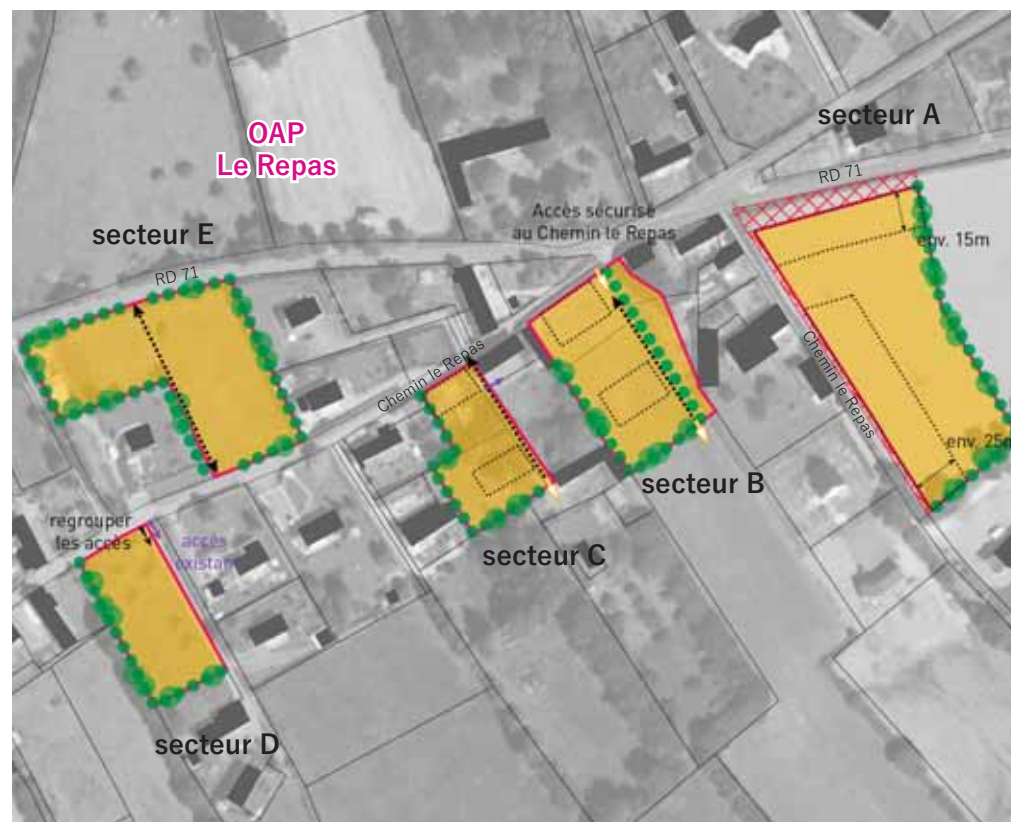 secteur A
OAP
Le Repas
RD 71
Accès sécurisé
au Chemin le Repas
secteur E
env. 15m
RD 71
Chemin le Repas
Chemin le Repas
env. 25m
secteur B
regrouper
les accès
accès
existant
secteur C
secteur D